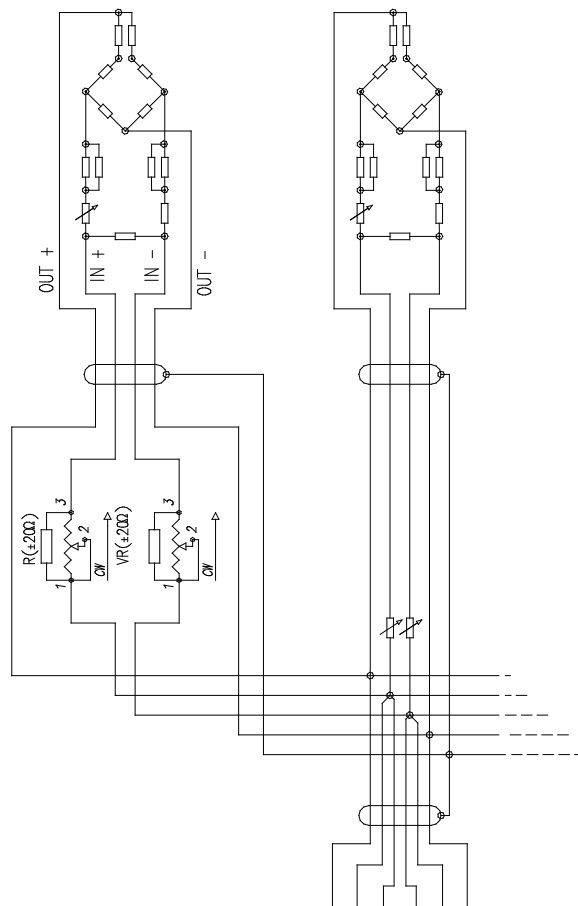 OUT +
IN +
IN -
OUT -
R(±20Ω)
3
2
1
CW
VR(±20Ω)
3
2
1
CW